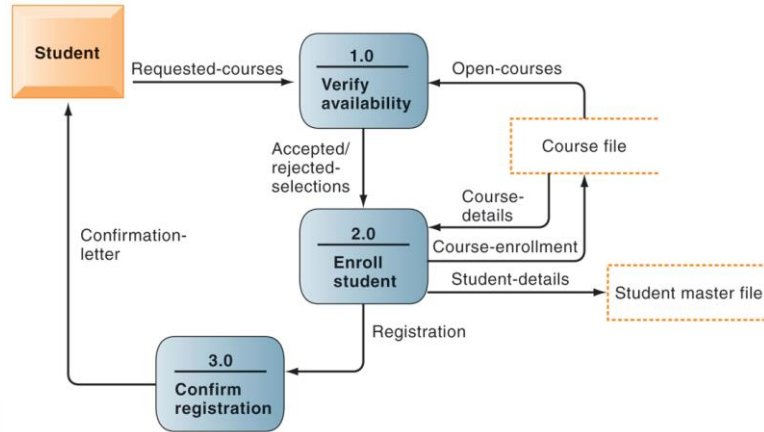 Student
Requested-courses
1.0
Verify
availability
Open-courses
Course file
Accepted/
rejected-
selections
Course-
details
2.0
Enroll
student
Course-enrollment
Student-details
Student master file
Confirmation-
letter
Registration
3.0
Confirm
registration